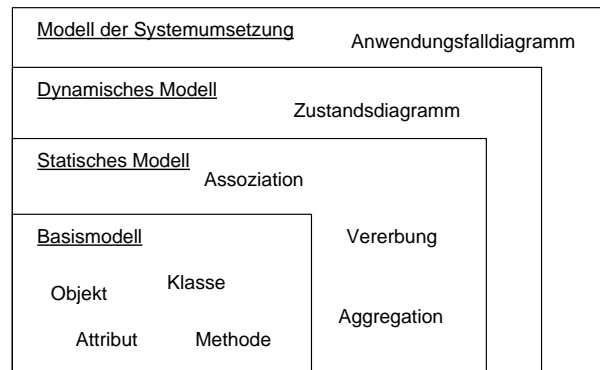 Modell der Systemumsetzung
Anwendungsfalldiagramm
Dynamisches Modell
Zustandsdiagramm
Statisches Modell
Assoziation
Basismodell
Vererbung
Klasse
Objekt
Aggregation
Attribut
Methode